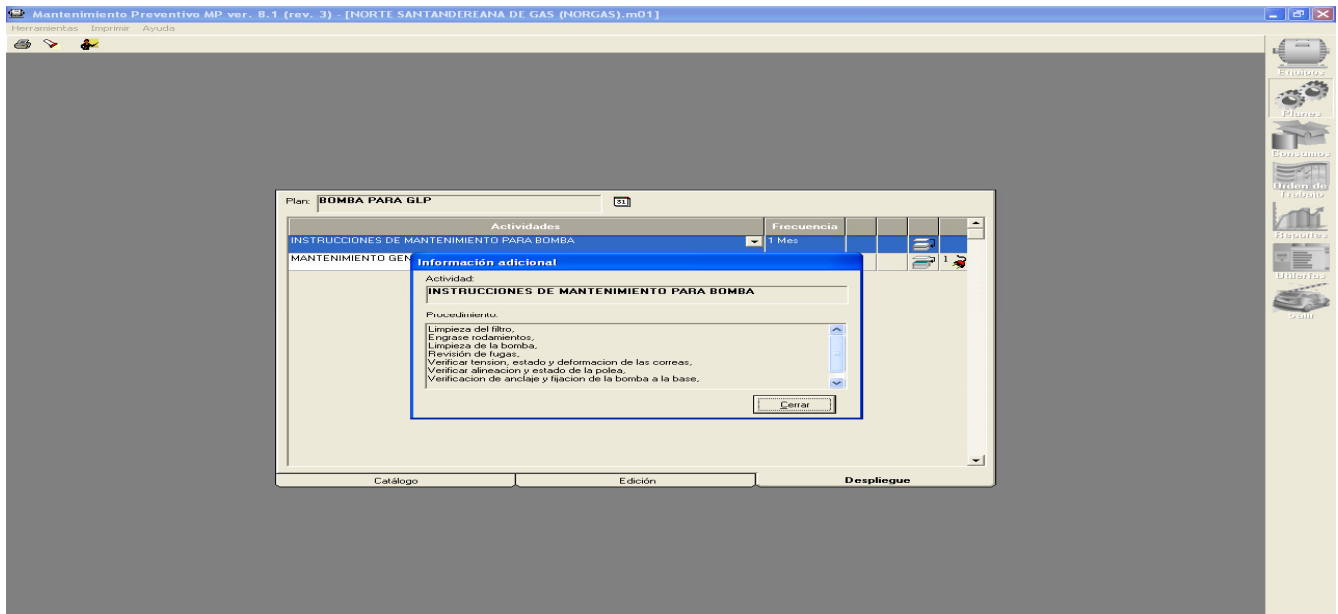 Mantenimiento Preventivo MP ver. 8.1 (rev. 3) - [NORTE SANTANDEREANA DE GAS (NORGAS).m01]
Herramientas Imprimir Ayuda
Equipos
Planes
Consumos
Orden de
Trabajo
Reportes
Utilerías
Salir
Plan: BOMBA PARA GLP
31
Actividades Frecuencia
INSTRUCCIONES DE MANTENIMIENTO PARA BOMBA 1 Mes
MANTENIMIENTO GEN 1
Información adicional
Actividad:
INSTRUCCIONES DE MANTENIMIENTO PARA BOMBA
Procedimiento:
Limpieza del filtro,
Engrase rodamientos,
Limpieza de la bomba,
Revisión de fugas,
Verificar tension, estado y deformacion de las correas,
Verificar alineacion y estado de la polea,
Verificacion de anclaje y fijacion de la bomba a la base,
Cerrar
Catálogo Edición Despliegue